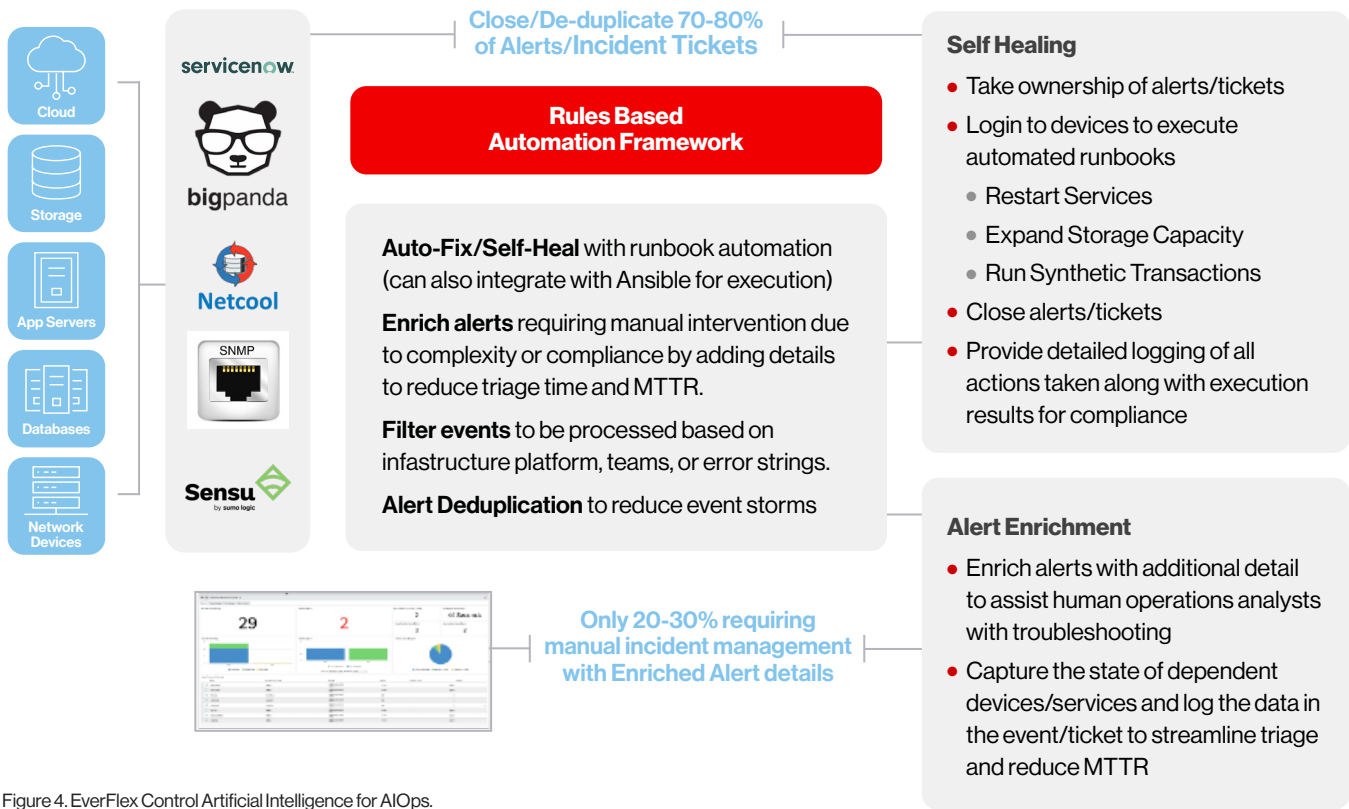 Cloud
Storage
App Servers
Databases
Network
Devices
servicenow
bigpanda
Netcool
SNMP
Sensu
by sumo logic
Close/De-duplicate 70-80%
of Alerts/Incident Tickets
Rules Based
Automation Framework
Auto-Fix/Self-Heal with runbook automation
(can also integrate with Ansible for execution)
Enrich alerts requiring manual intervention due
to complexity or compliance by adding details
to reduce triage time and MTTR.
Filter events to be processed based on
infastructure platform, teams, or error strings.
Alert Deduplication to reduce event storms
29
2
Only 20-30% requiring
manual incident management
with Enriched Alert details
Self Healing
• Take ownership of alerts/tickets
• Login to devices to execute
automated runbooks
• Restart Services
• Expand Storage Capacity
• Run Synthetic Transactions
• Close alerts/tickets
• Provide detailed logging of all
actions taken along with execution
results for compliance
Alert Enrichment
• Enrich alerts with additional detail
to assist human operations analysts
with troubleshooting
• Capture the state of dependent
devices/services and log the data in
the event/ticket to streamline triage
and reduce MTTR
Figure 4. EverFlex Control Artificial Intelligence for AIOps.